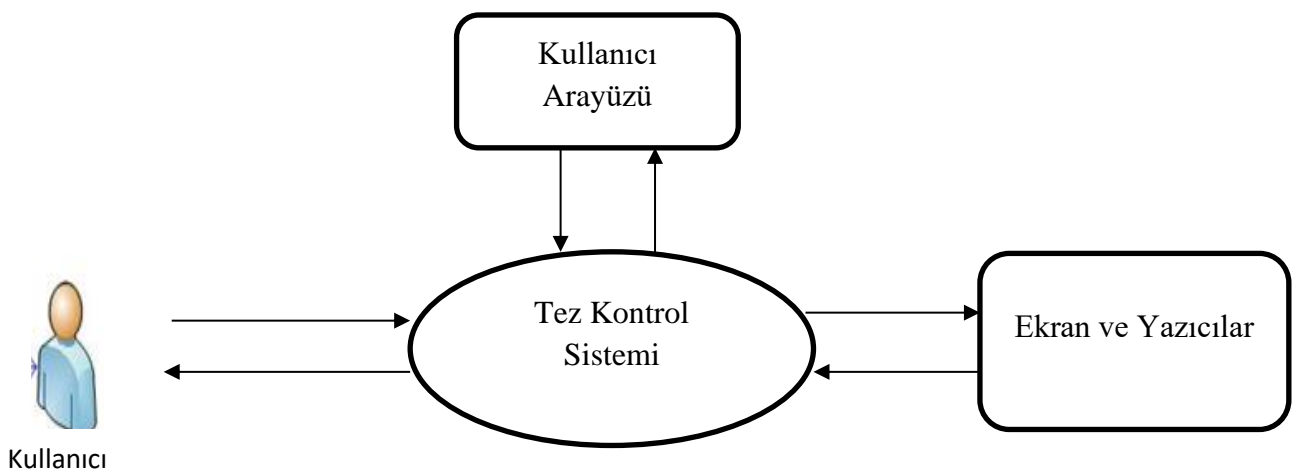 Kullanıcı
Arayüzü
Tez Kontrol
Sistemi
Ekran ve Yazıcılar
Kullanıcı